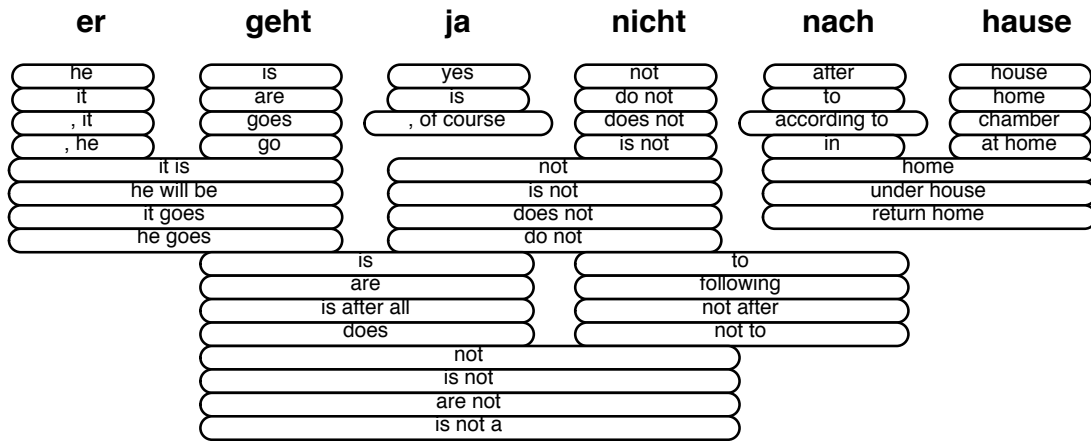 er geht ja nicht nach hause
he is yes not after house
it are is do not to home
, it goes , of course does not according to chamber
, he go is not in at home
it is not home
he will be is not under house
it goes does not return home
he goes do not
is to
are following
is after all not after
does not to
not
is not
are not
is not a